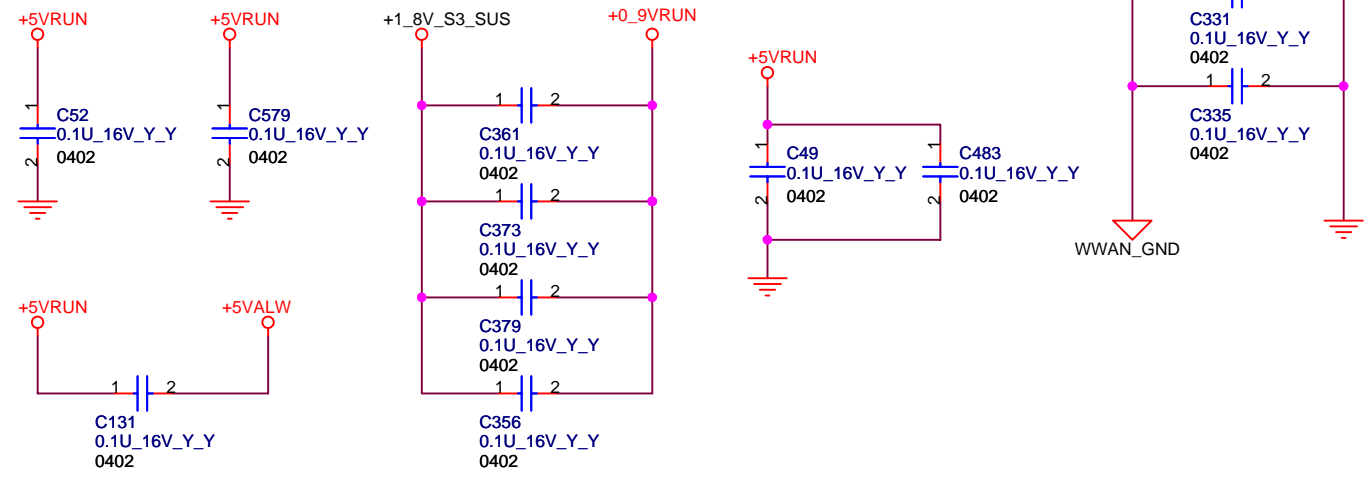 +5VRUN
1
C52
0.1U_16V_Y_Y
2
0402
+5VRUN
1
C579
0.1U_16V_Y_Y
2
0402
+5VRUN
+5VALW
1
2
C131
0.1U_16V_Y_Y
0402
+1_8V_S3_SUS
+0_9VRUN
1
2
C361
0.1U_16V_Y_Y
0402
1
2
C373
0.1U_16V_Y_Y
0402
1
2
C379
0.1U_16V_Y_Y
0402
1
2
C356
0.1U_16V_Y_Y
0402
+5VRUN
1
C49
0.1U_16V_Y_Y
2
0402
1
C483
0.1U_16V_Y_Y
2
0402
C331
0.1U_16V_Y_Y
0402
1
2
C335
0.1U_16V_Y_Y
0402
WWAN_GND